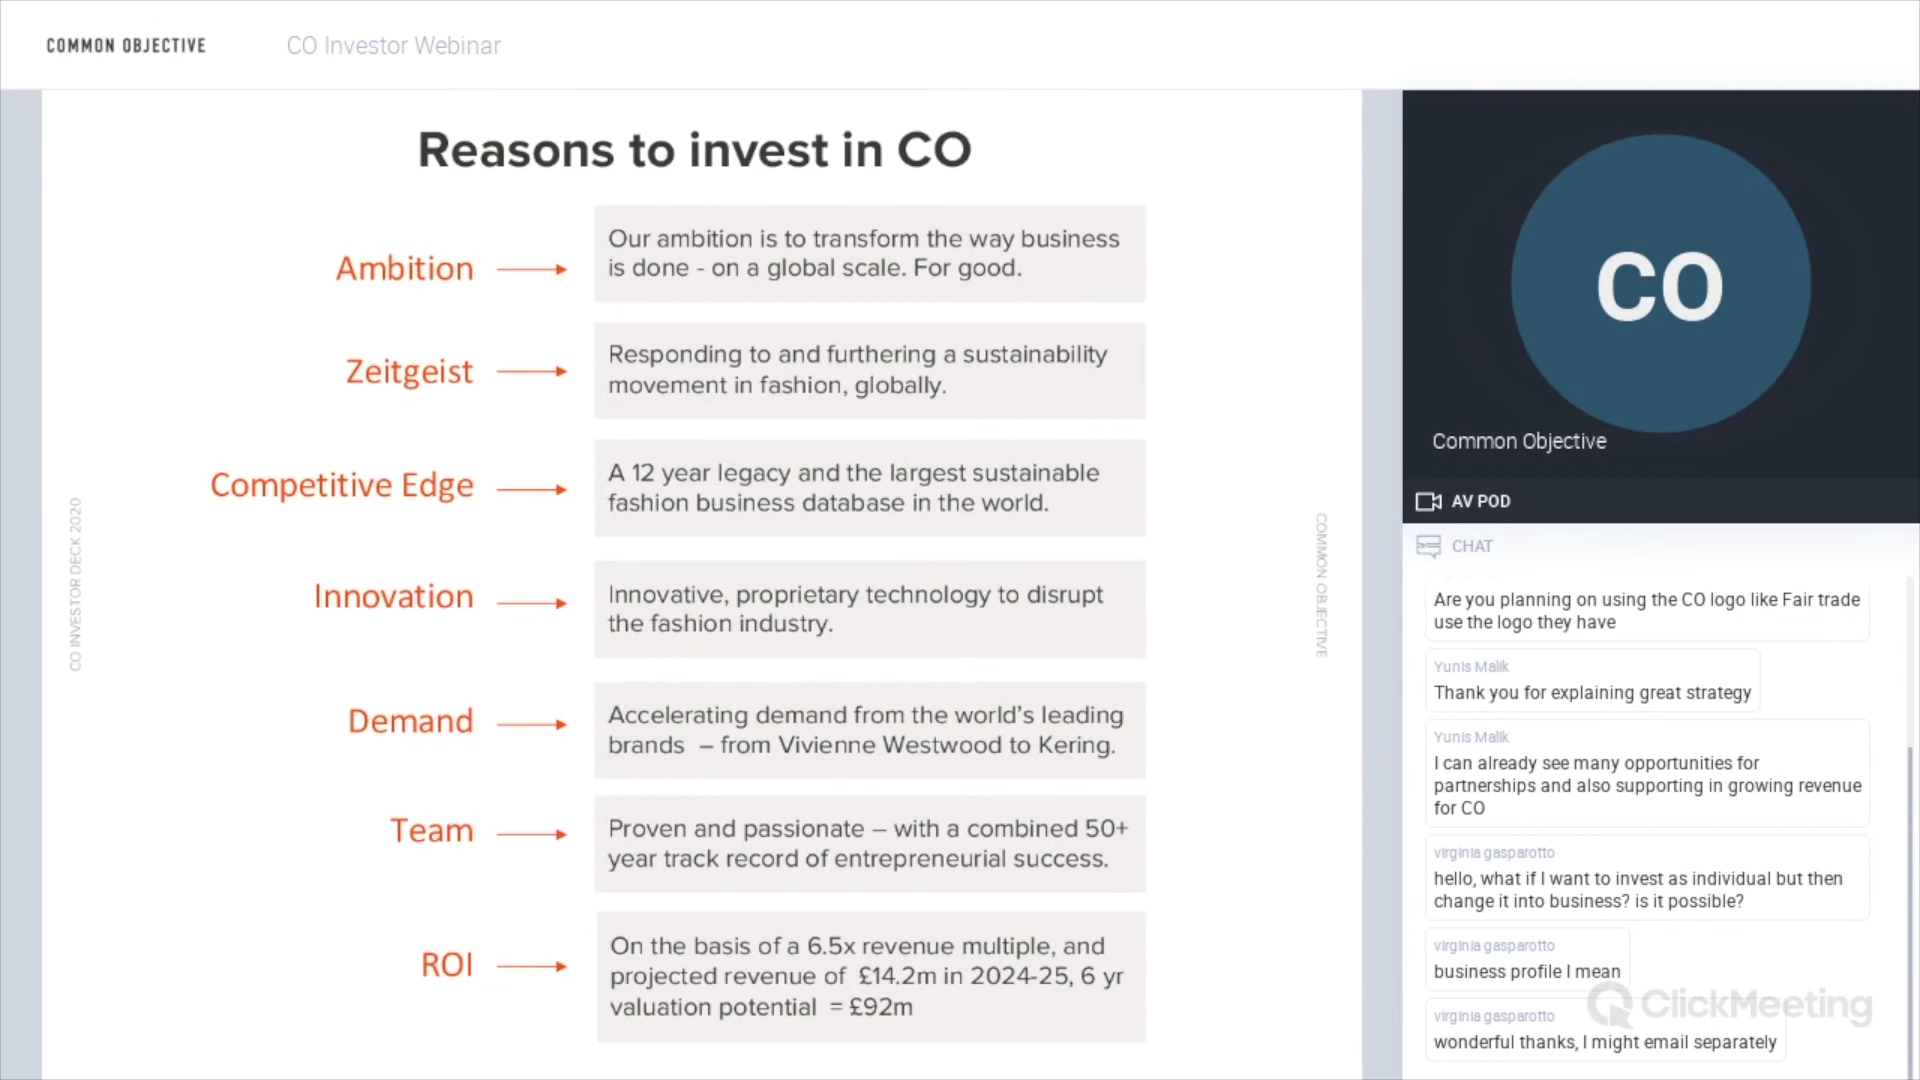 COMMON OBJECTIVE
CO Investor Webinar
Reasons to invest in CO
Ambition
Our ambition is to transform the way business
is done - on a global scale. For good.
Zeitgeist
Responding to and furthering a sustainability
movement in fashion, globally.
Competitive Edge
A 12 year legacy and the largest sustainable
fashion business database in the world.
Innovation
Innovative, proprietary technology to disrupt
the fashion industry.
Demand
Accelerating demand from the world’s leading
brands – from Vivienne Westwood to Kering.
Team
Proven and passionate – with a combined 50+
year track record of entrepreneurial success.
ROI
On the basis of a 6.5x revenue multiple, and
projected revenue of £14.2m in 2024-25, 6 yr
valuation potential = £92m
CO INVESTOR DECK 2020
COMMON OBJECTIVE
CO
Common Objective
AV POD
CHAT
Are you planning on using the CO logo like Fair trade
use the logo they have
Yunis Malik
Thank you for explaining great strategy
Yunis Malik
I can already see many opportunities for
partnerships and also supporting in growing revenue
for CO
virginia gasparotto
hello, what if I want to invest as individual but then
change it into business? is it possible?
virginia gasparotto
business profile I mean
virginia gasparotto
wonderful thanks, I might email separately
ClickMeeting